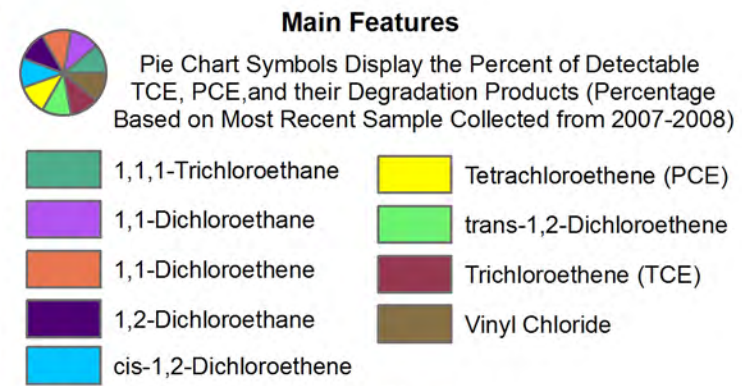 Main Features
Pie Chart Symbols Display the Percent of Detectable
TCE, PCE,and their Degradation Products (Percentage
Based on Most Recent Sample Collected from 2007-2008)
1,1,1-Trichloroethane
1,1-Dichloroethane
1,1-Dichloroethene
1,2-Dichloroethane
cis-1,2-Dichloroethene
Tetrachloroethene (PCE)
trans-1,2-Dichloroethene
Trichloroethene (TCE)
Vinyl Chloride